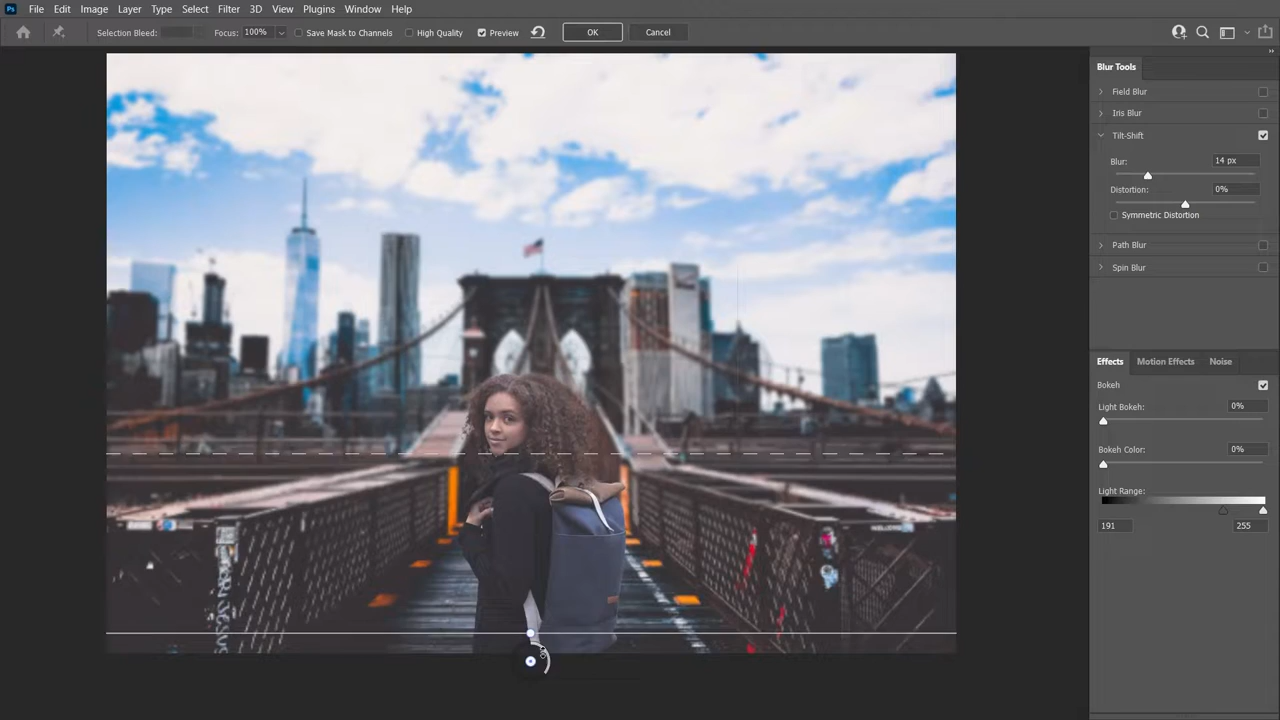 Ps File Edit Image Layer Type Select Filter 3D View Plugins Window Help
Selection Bleed: Focus: 100% Save Mask to Channels High Quality Preview OK Cancel
Blur Tools
Field Blur
Iris Blur
Tilt-Shift
Blur: 14 px
Distortion: 0%
Symmetric Distortion
Path Blur
Spin Blur
Effects Motion Effects Noise
Bokeh
Light Bokeh: 0%
Bokeh Color: 0%
Light Range:
191 255